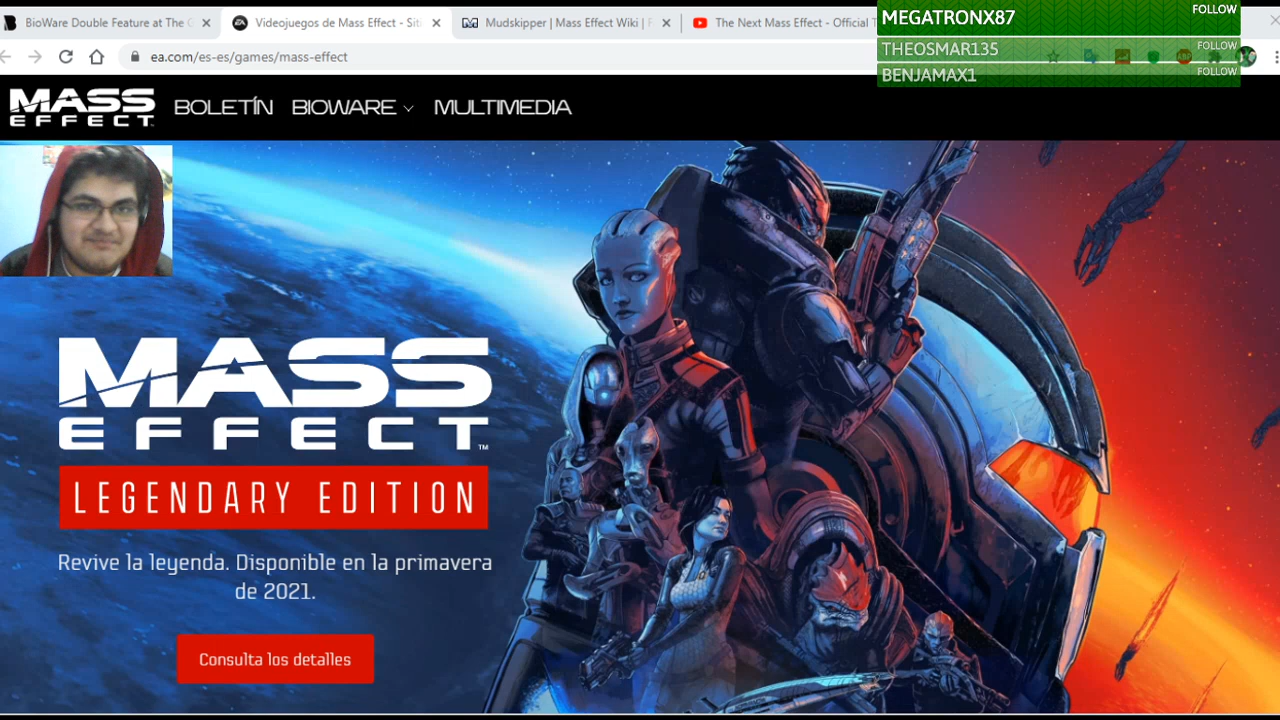 BioWare Double Feature at The G
Videojuegos de Mass Effect - Siti
Mudskipper | Mass Effect Wiki | F
The Next Mass Effect - Official T
MEGATRONX87
FOLLOW
THEOSMAR135
FOLLOW
BENJAMAX1
FOLLOW
ea.com/es-es/games/mass-effect
MASS
EFFECT
BOLETÍN
BIOWARE
MULTIMEDIA
MASS
EFFECT™
LEGENDARY EDITION
Revive la leyenda. Disponible en la primavera
de 2021.
Consulta los detalles